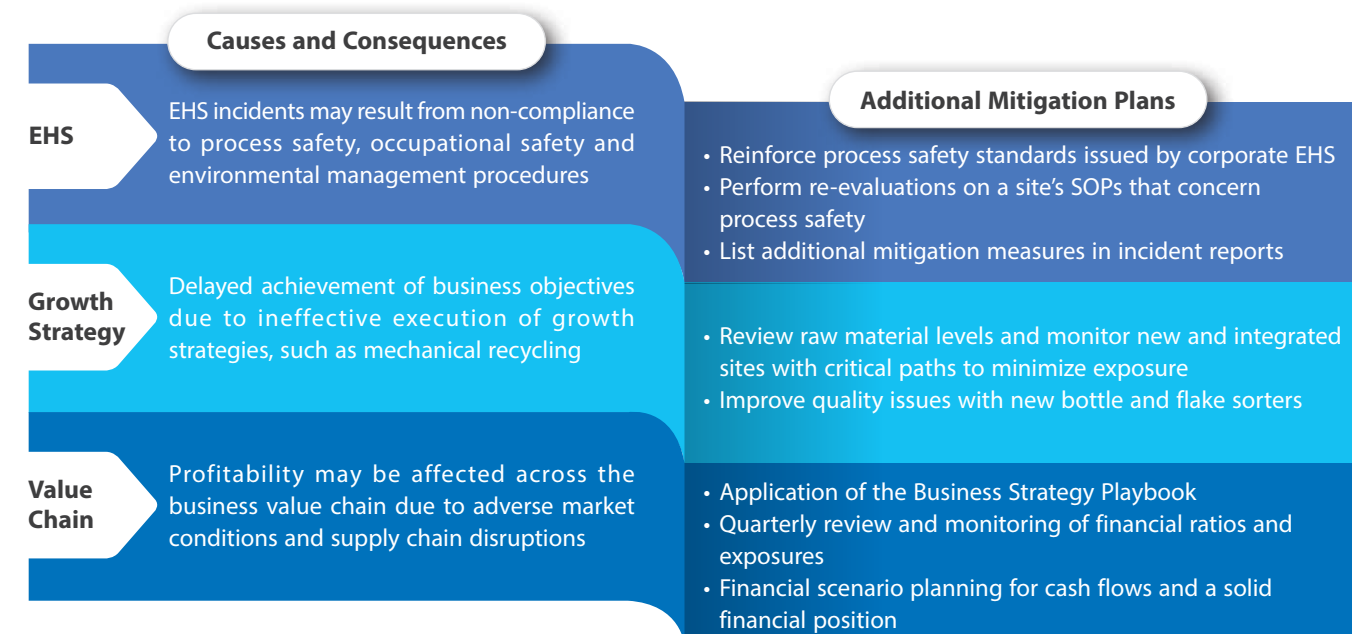 Causes and Consequences
EHS
EHS incidents may result from non-compliance
to process safety, occupational safety and
environmental management procedures
Growth
Strategy
Delayed achievement of business objectives
due to ineffective execution of growth
strategies, such as mechanical recycling
Value
Chain
Profitability may be affected across the
business value chain due to adverse market
conditions and supply chain disruptions
Additional Mitigation Plans
• Reinforce process safety standards issued by corporate EHS
• Perform re-evaluations on a site’s SOPs that concern
process safety
• List additional mitigation measures in incident reports
• Review raw material levels and monitor new and integrated
sites with critical paths to minimize exposure
• Improve quality issues with new bottle and flake sorters
• Application of the Business Strategy Playbook
• Quarterly review and monitoring of financial ratios and
exposures
• Financial scenario planning for cash flows and a solid
financial position